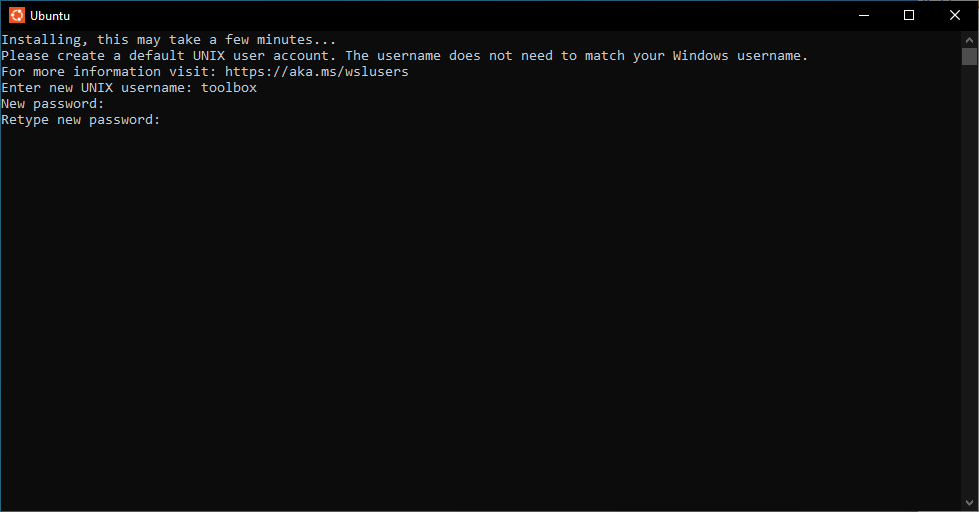 Ubuntu
Installing, this may take a few minutes...
Please create a default UNIX user account. The username does not need to match your Windows username.
For more information visit: https://aka.ms/wslusers
Enter new UNIX username: toolbox
New password:
Retype new password: